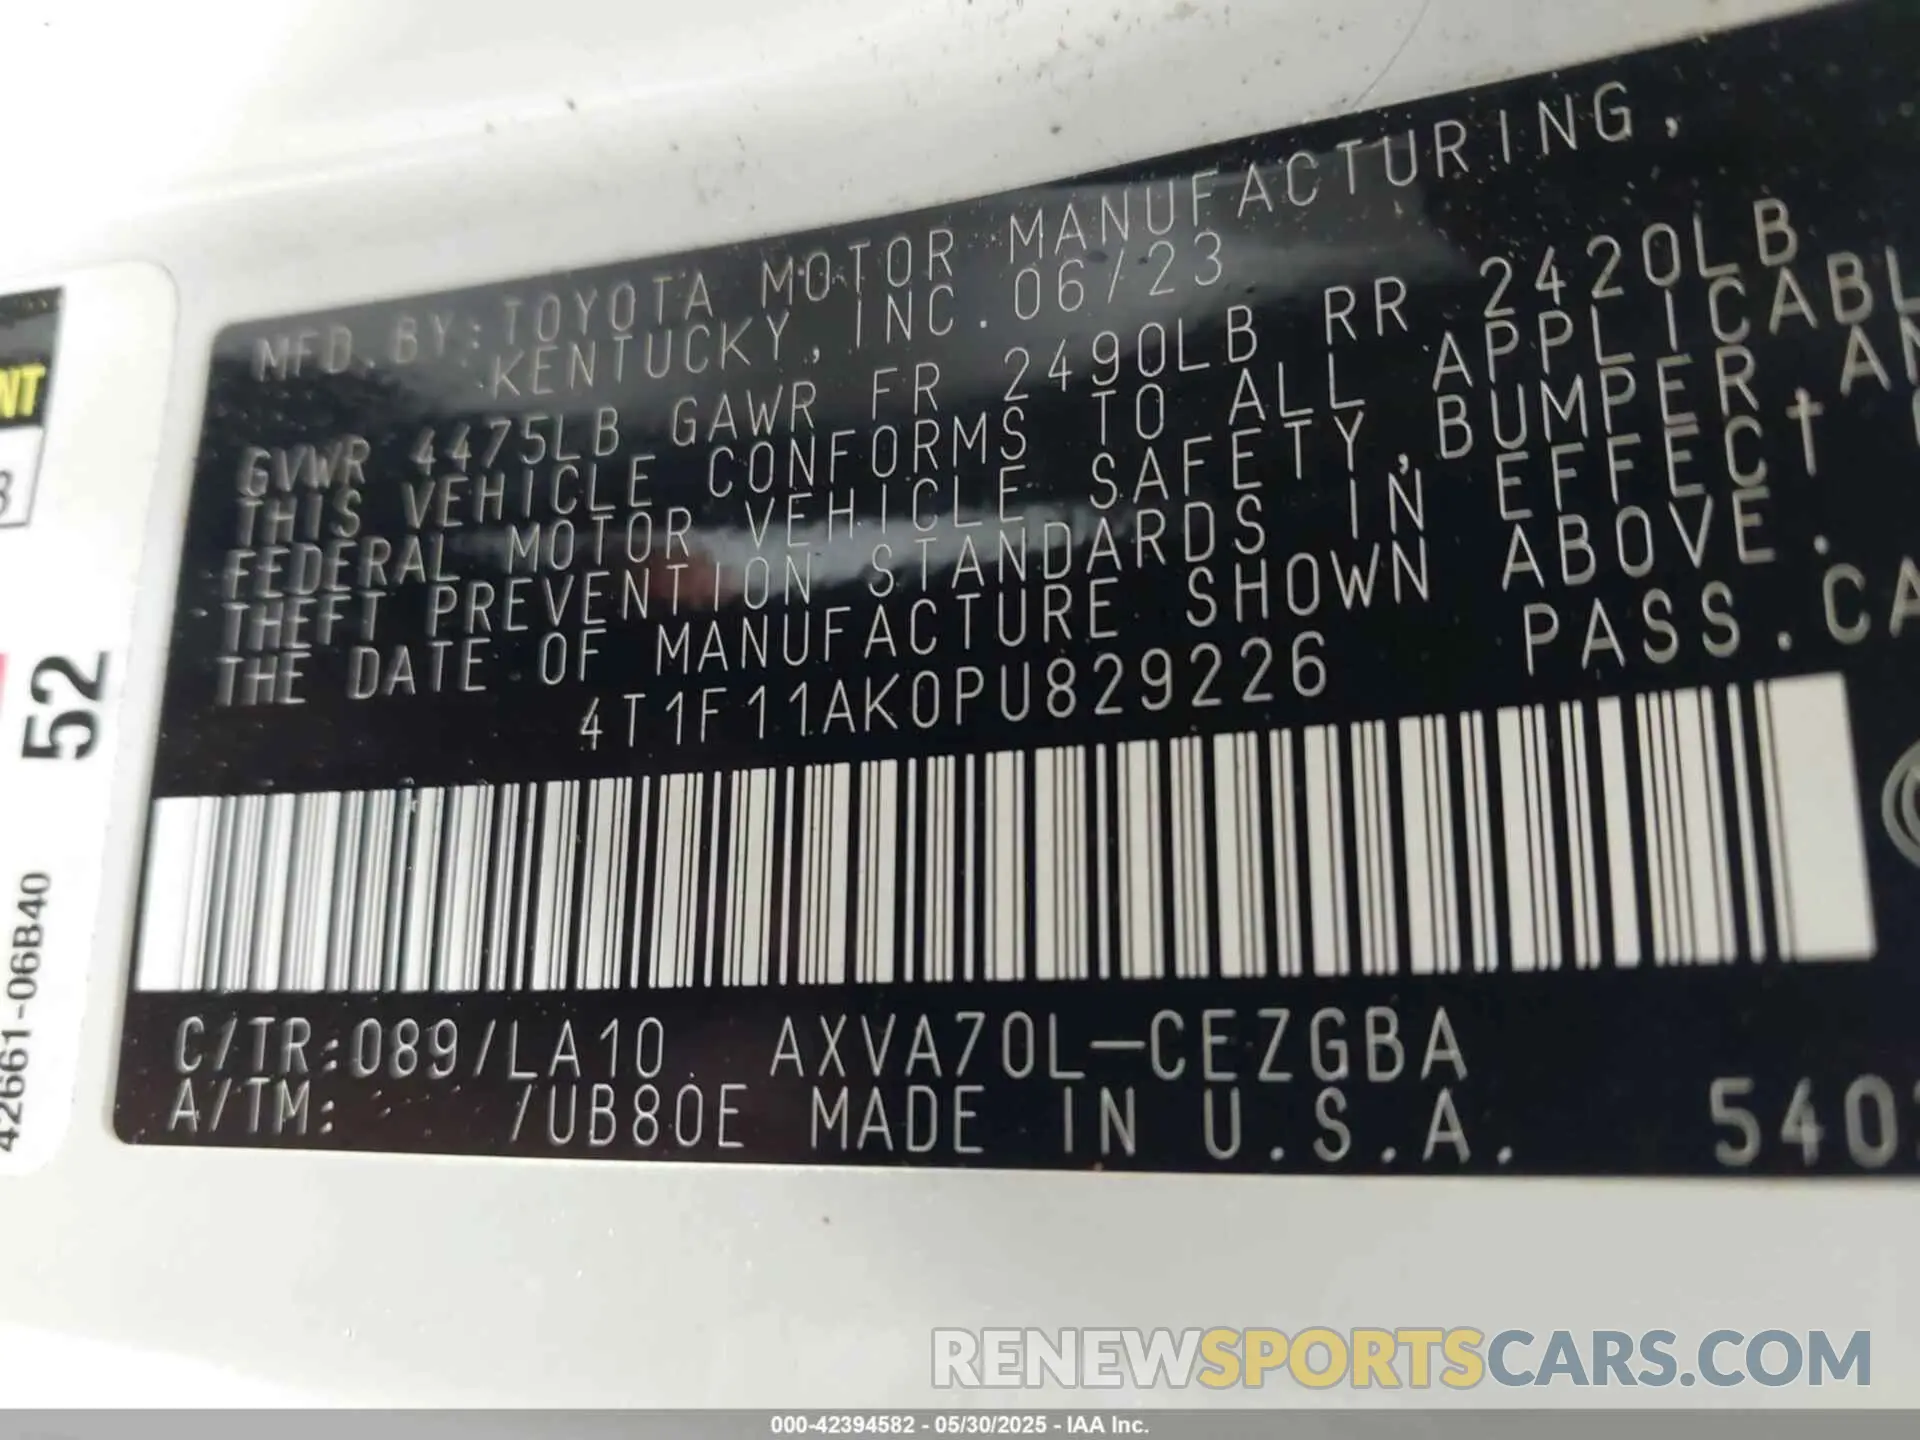 MFD. BY: TOYOTA MOTOR MANUFACTURING,
KENTUCKY, INC. 06/23
GVWR 4475LB GAWR FR 2490LB RR 2420LB
THIS VEHICLE CONFORMS TO ALL APPLICABL
FEDERAL MOTOR VEHICLE SAFETY, BUMPER, AN
THEFT PREVENTION STANDARDS IN EFFECT
THE DATE OF MANUFACTURE SHOWN ABOVE.
4T1F11AK0PU829226 PASS.CA
C/TR:089/LA10 AXVA70L-CEZGBA
A/TM: /UB80E MADE IN U.S.A. 540
NT
3
52
42661-06B40
RENEWSPORTSCARS.COM
000-42394582 - 05/30/2025 - IAA Inc.